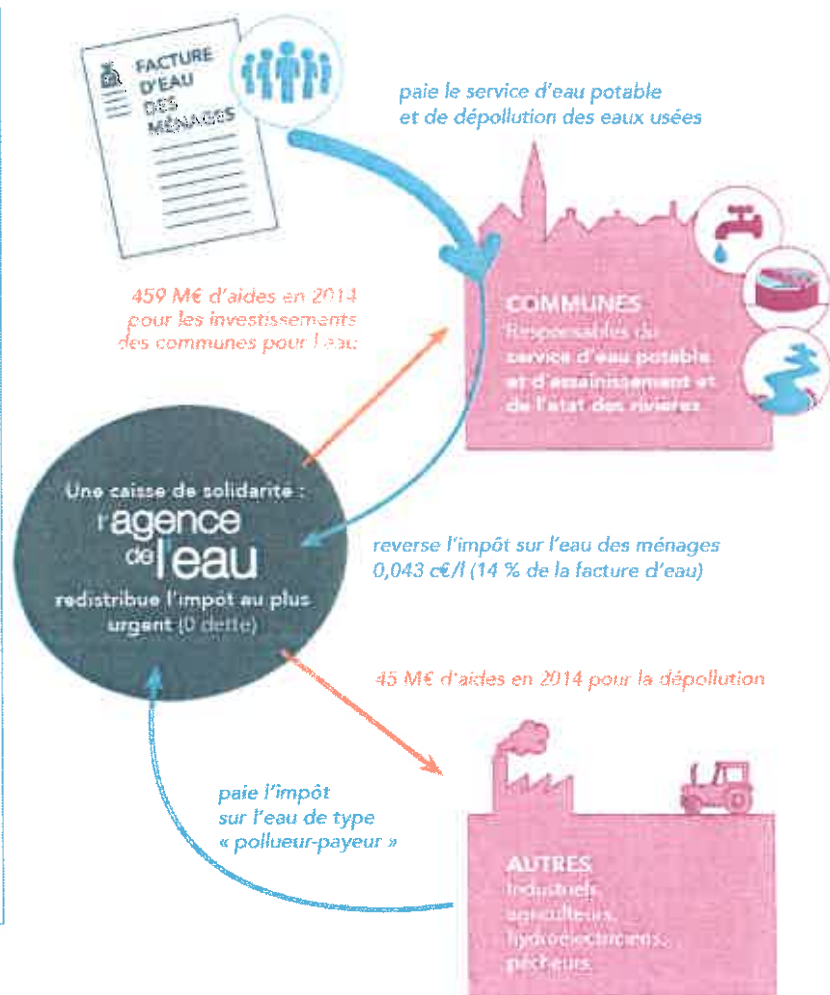 FACTURE
D'EAU
DES
MÉNAGES
paie le service d'eau potable
et de dépollution des eaux usées
459 M€ d'aides en 2014
pour les investissements
des communes pour l'eau
COMMUNES
Responsables du
service d'eau potable
et d'assainissement et
de l'état des rivières
Une caisse de solidarité :
l'agence
de l'eau
redistribue l'impôt au plus
urgent (0 dette)
reverse l'impôt sur l'eau des ménages
0,043 c€/l (14 % de la facture d'eau)
45 M€ d'aides en 2014 pour la dépollution
paie l'impôt
sur l'eau de type
« pollueur-payeur »
AUTRES
Industriels,
agriculteurs,
hydroélectriciens,
pêcheurs